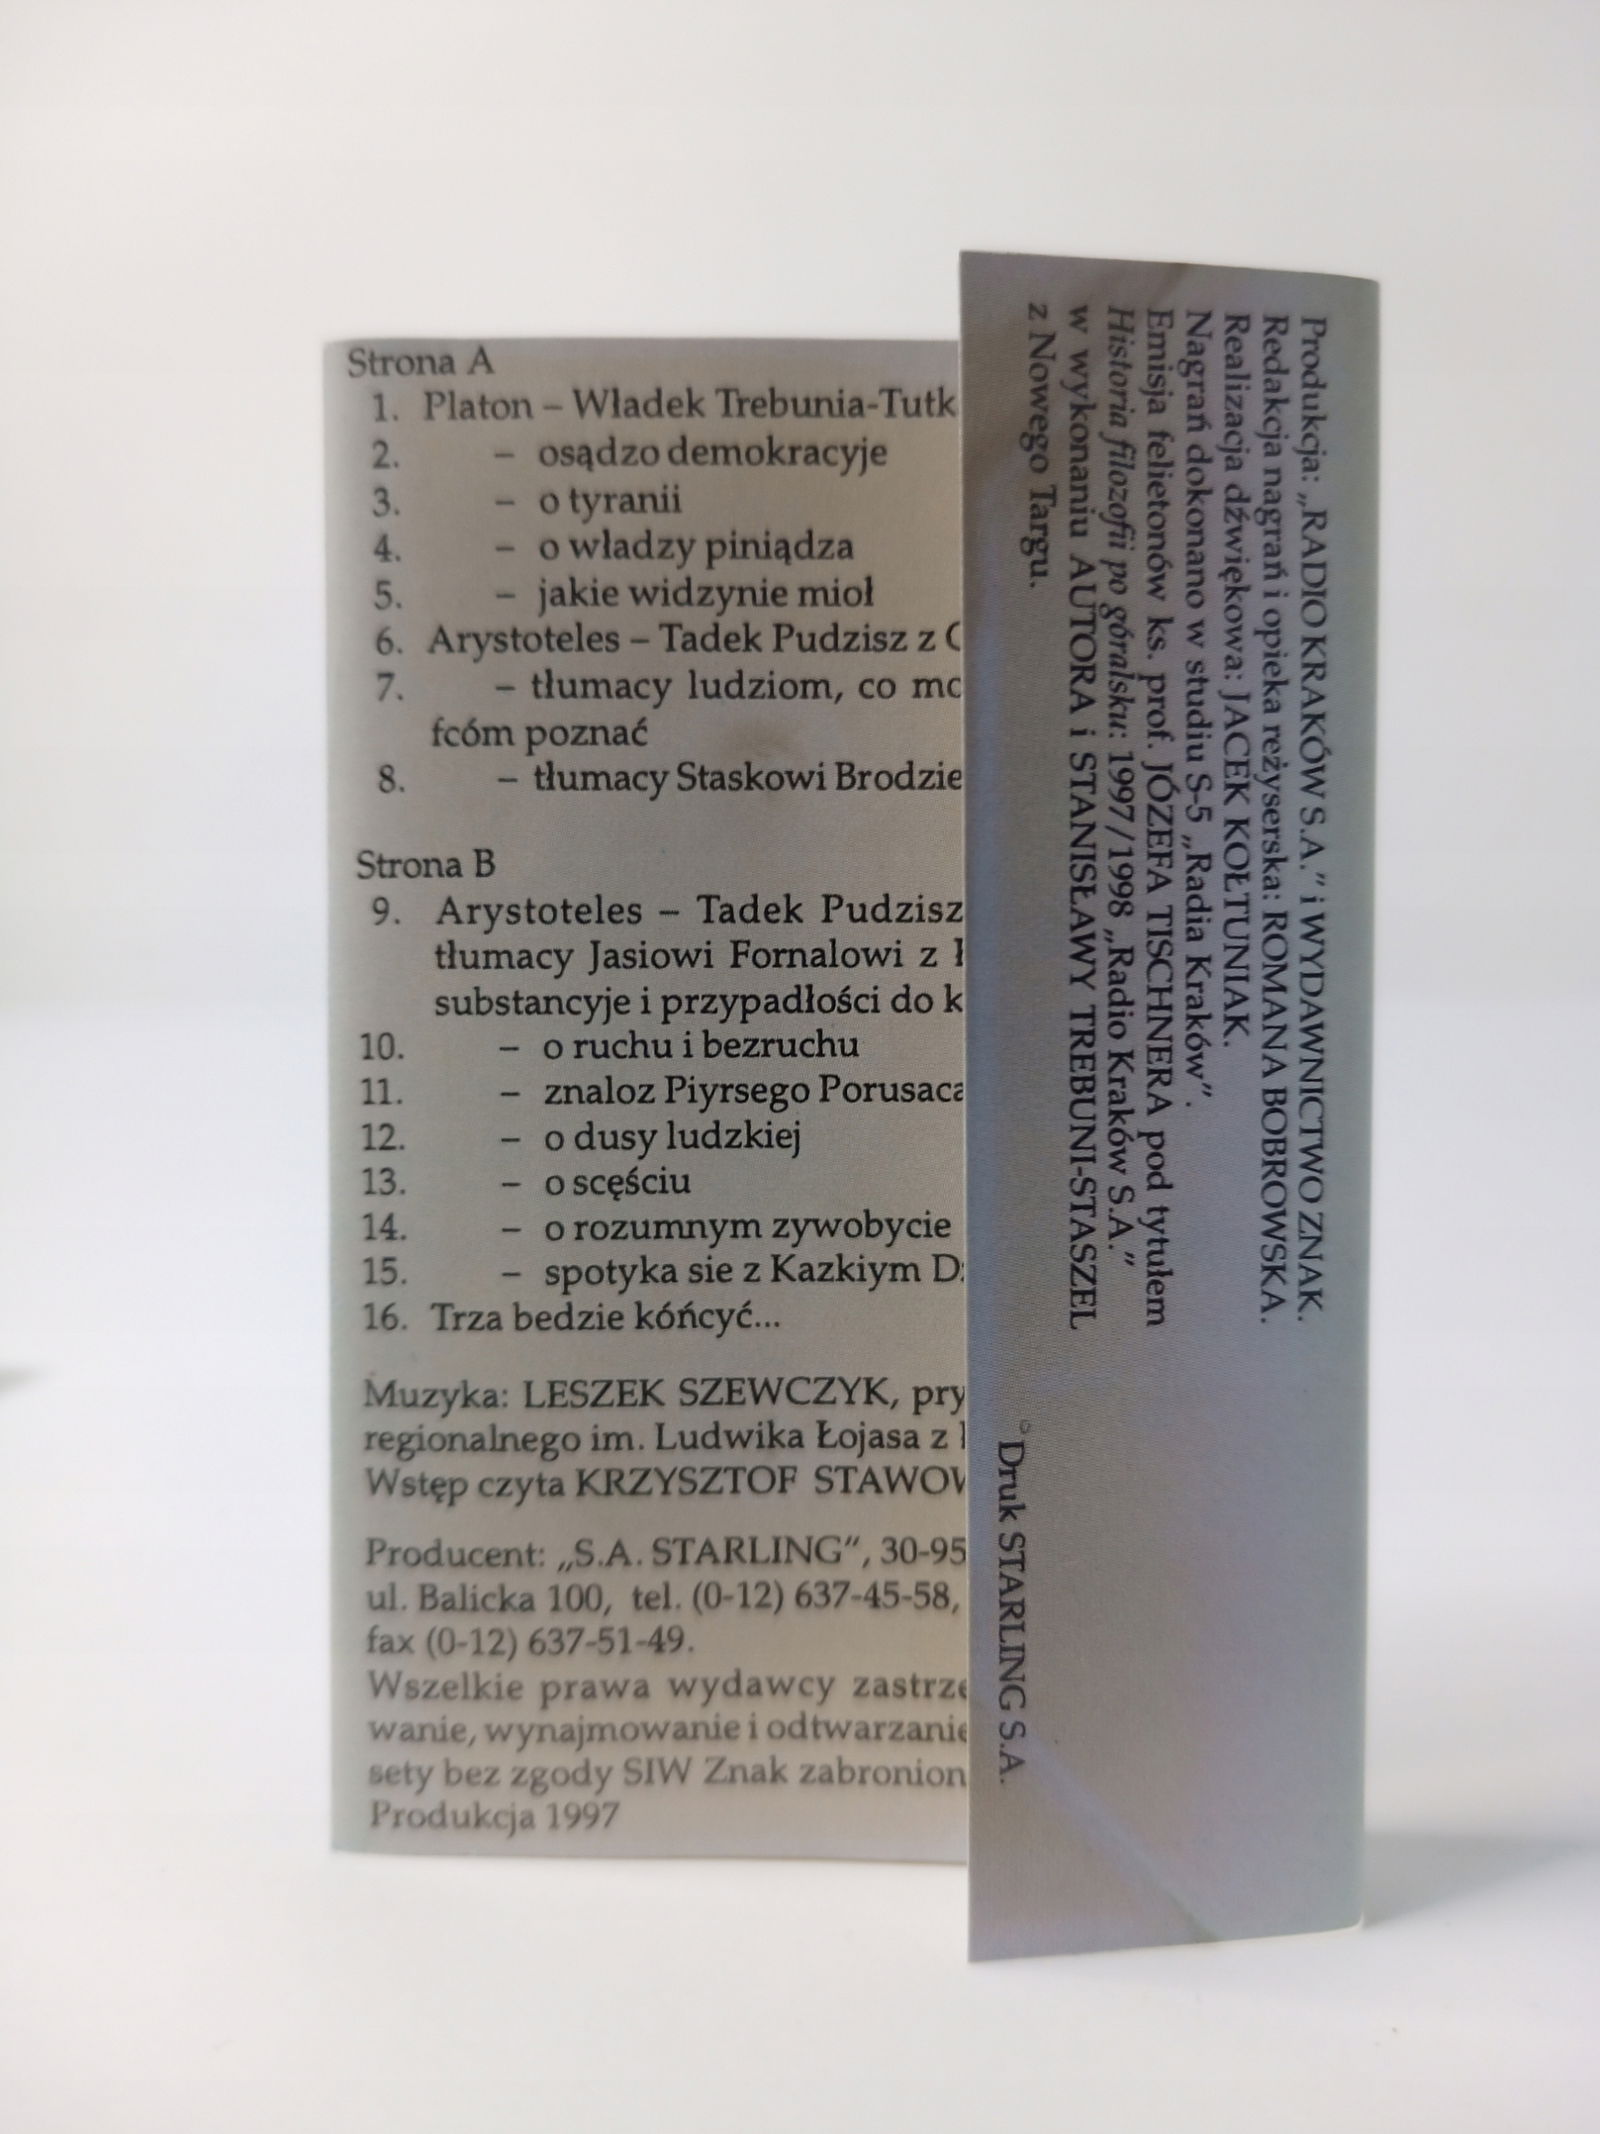 Strona A
1. Platon – Władek Trebunia-Tutk
2. – osądzo demokracyje
3. – o tyranii
4. – o władzy piniądza
5. – jakie widzynie mioł
6. Arystoteles – Tadek Pudzisz z
7. – tłumacy ludziom, co
fcóm poznać
8. – tłumacy Staskowi Brodzie
Strona B
9. Arystoteles – Tadek Pudzisz
tłumacy Jasiowi Fornalowi z
substancyje i przypadłości do k
10. – o ruchu i bezruchu
11. – znaloz Piyrsego Porusaca
12. – o dusy ludzkiej
13. – o scęściu
14. – o rozumnym zywobycie
15. – spotyka sie z Kazkiym
16. Trza bedzie kóńcyć...
Muzyka: LESZEK SZEWCZYK, pry
regionalnego im. Ludwika Łojasa z
Wstęp czyta KRZYSZTOF STAWOW
Producent: „S.A. STARLING”, 30-95
ul. Balicka 100, tel. (0-12) 637-45-58,
fax (0-12) 637-51-49.
Wszelkie prawa wydawcy zastrze
wanie, wynajmowanie i odtwarzanie
sety bez zgody SIW Znak zabronion
Produkcja 1997
Produkcja: „RADIO KRAKÓW S.A.” i WYDAWNICTWO ZNAK.
Redakcja nagrań i opieka reżyserska: ROMANA BOBROWSKA.
Realizacja dźwiękowa: JACEK KOŁTUNIAK.
Nagrań dokonano w studiu S-5 „Radia Kraków”.
Emisja felietonów ks. prof. JÓZEFA TISCHNERA pod tytułem
Historia filozofii po góralsku: 1997/1998 „Radio Kraków S.A.”
w wykonaniu AUTORA i STANISŁAWY TREBUNI-STASZEL
z Nowego Targu.
Druk STARLING S.A.